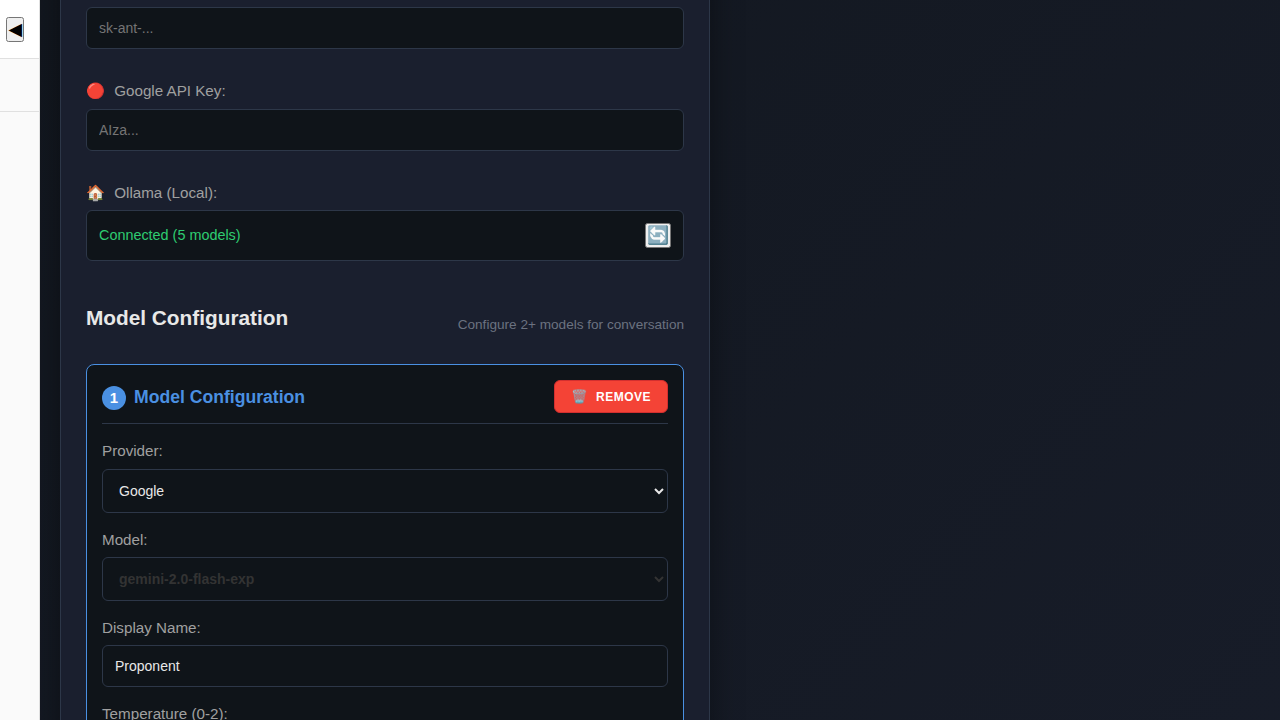 sk-ant-...
Google API Key:
AIza...
Ollama (Local):
Connected (5 models)
Model Configuration
Configure 2+ models for conversation
1 Model Configuration
REMOVE
Provider:
Google
Model:
gemini-2.0-flash-exp
Display Name:
Proponent
Temperature (0-2):